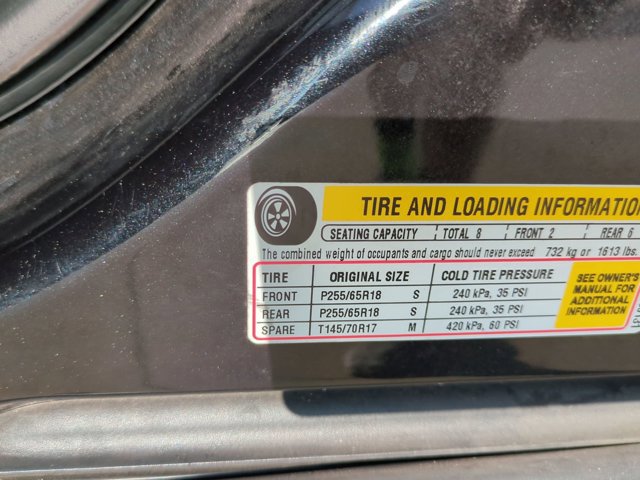 TIRE AND LOADING INFORMATION
SEATING CAPACITY TOTAL 8 FRONT 2 REAR 6
The combined weight of occupants and cargo should never exceed 732 kg or 1613 lbs.
TIRE ORIGINAL SIZE COLD TIRE PRESSURE
FRONT P255/65R18 S 240 kPa, 35 PSI
REAR P255/65R18 S 240 kPa, 35 PSI
SPARE T145/70R17 M 420 kPa, 60 PSI
SEE OWNER'S
MANUAL FOR
ADDITIONAL
INFORMATION